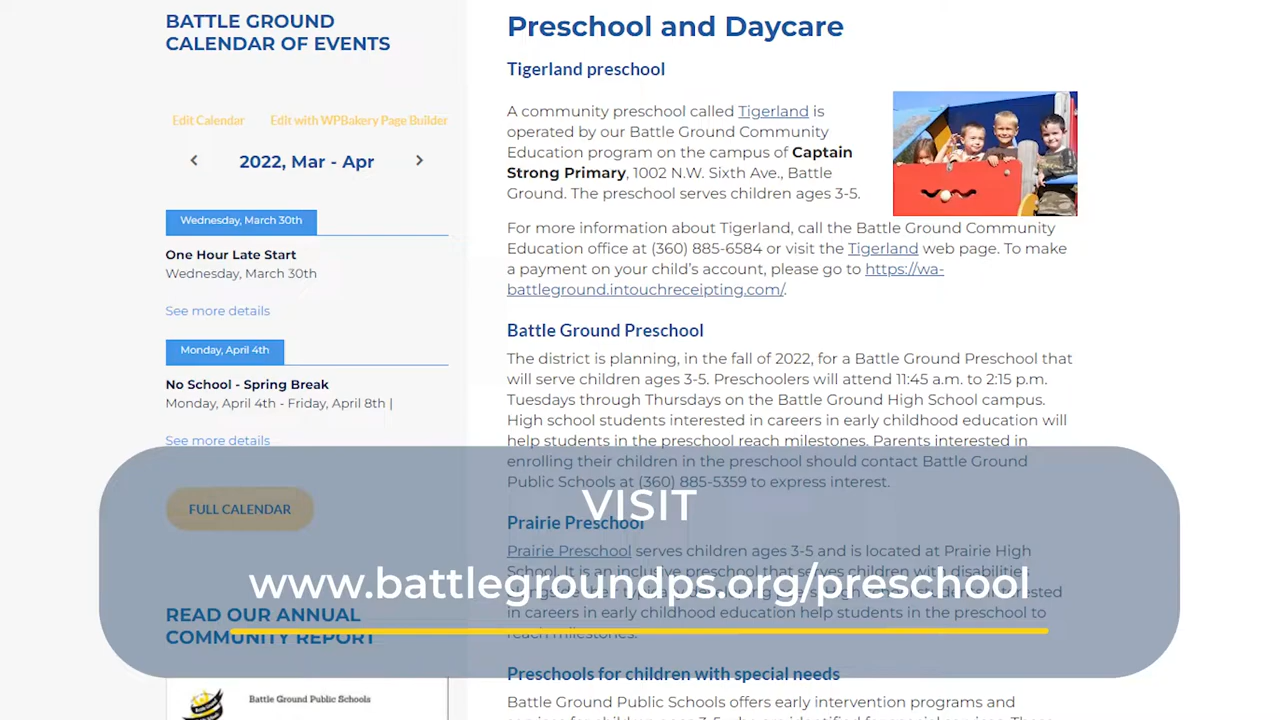 BATTLE GROUND
CALENDAR OF EVENTS
Edit Calendar
Edit with WPBakery Page Builder
2022, Mar - Apr
Wednesday, March 30th
One Hour Late Start
Wednesday, March 30th
See more details
Monday, April 4th
No School - Spring Break
Monday, April 4th - Friday, April 8th |
See more details
FULL CALENDAR
READ OUR ANNUAL
COMMUNITY REPORT
Battle Ground Public Schools
Preschool and Daycare
Tigerland preschool
A community preschool called Tigerland is
operated by our Battle Ground Community
Education program on the campus of Captain
Strong Primary, 1002 N.W. Sixth Ave., Battle
Ground. The preschool serves children ages 3-5.
For more information about Tigerland, call the Battle Ground Community
Education office at (360) 885-6584 or visit the Tigerland web page. To make
a payment on your child's account, please go to https://wa-
battleground.intouchreceipting.com/.
Battle Ground Preschool
The district is planning, in the fall of 2022, for a Battle Ground Preschool that
will serve children ages 3-5. Preschoolers will attend 11:45 a.m. to 2:15 p.m.
Tuesdays through Thursdays on the Battle Ground High School campus.
High school students interested in careers in early childhood education will
help students in the preschool reach milestones. Parents interested in
enrolling their children in the preschool should contact Battle Ground
Public Schools at (360) 885-5359 to express interest.
Prairie Preschool
Prairie Preschool serves children ages 3-5 and is located at Prairie High
School. It is an inclusive preschool that serves children with disabilities
interested
in careers in early childhood education help students in the preschool to
reach milestones.
Preschools for children with special needs
Battle Ground Public Schools offers early intervention programs and
VISIT
www.battlegroundps.org/preschool